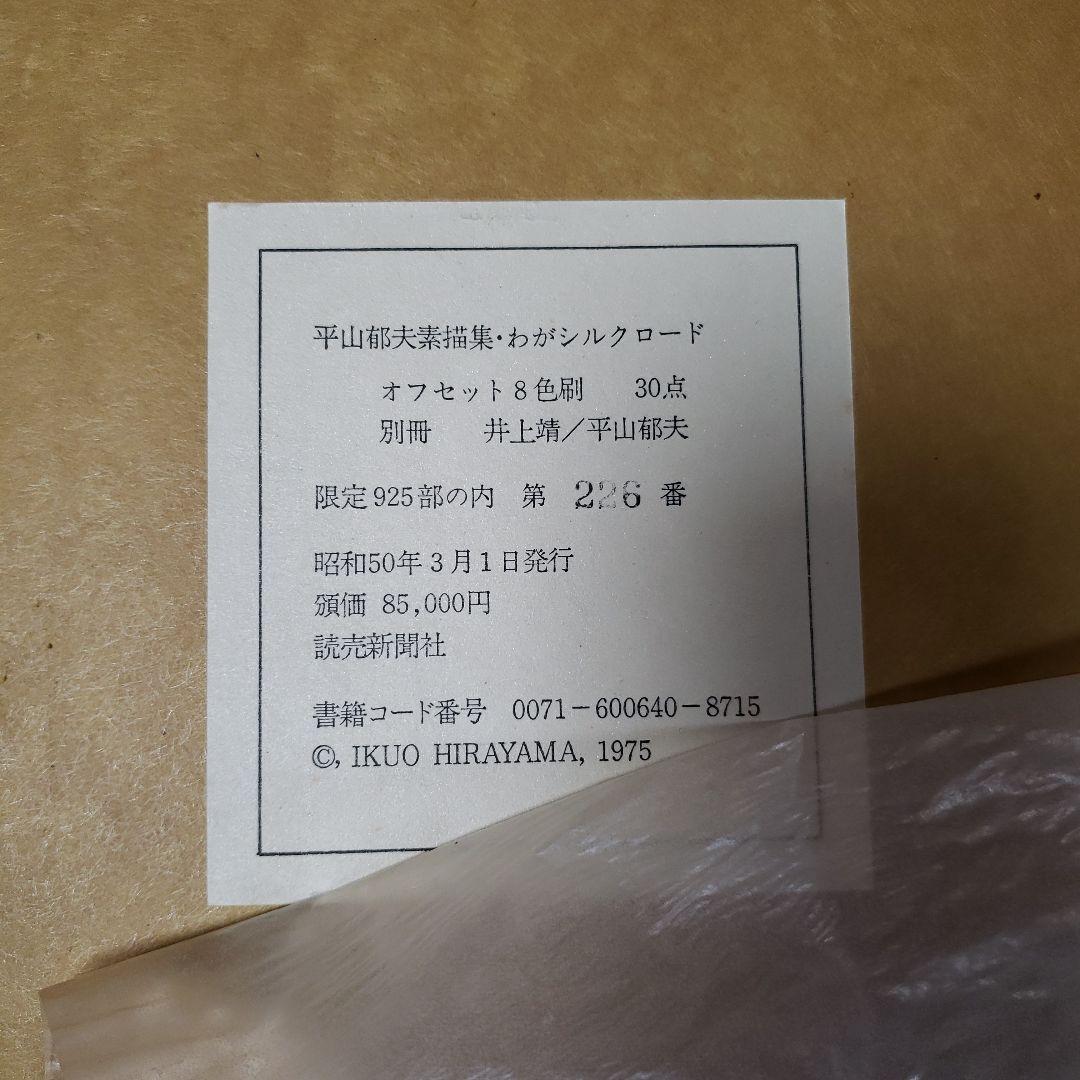 平山郁夫素描集・わがシルクロード
オフセット8色刷　30点
別冊　井上靖／平山郁夫
限定925部の内　第　226　番
昭和50年3月1日発行
頒価 85,000円
読売新聞社
書籍コード番号　0071-600640-8715
©, IKUO HIRAYAMA, 1975